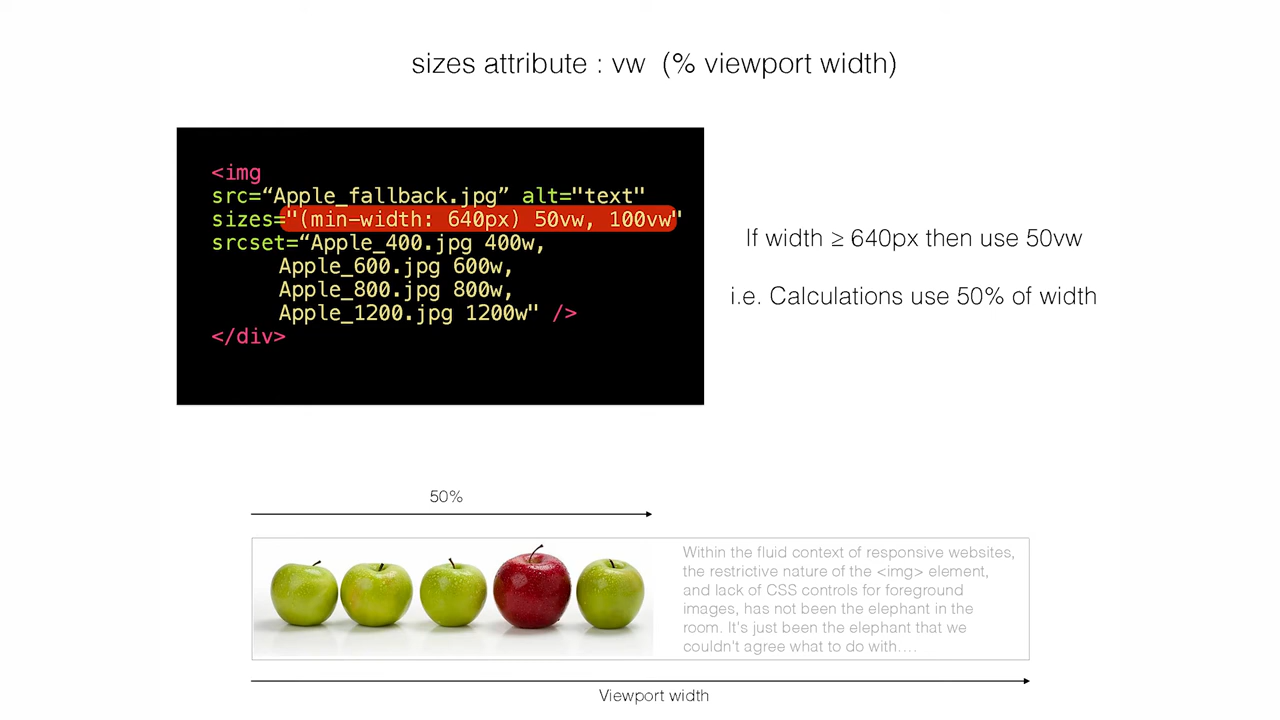 sizes attribute : vw (% viewport width)
<img
src=“Apple_fallback.jpg” alt="text"
sizes="(min-width: 640px) 50vw, 100vw"
srcset=“Apple_400.jpg 400w,
Apple_600.jpg 600w,
Apple_800.jpg 800w,
Apple_1200.jpg 1200w" />
</div>
If width ≥ 640px then use 50vw
i.e. Calculations use 50% of width
50%
Within the fluid context of responsive websites,
the restrictive nature of the <img> element,
and lack of CSS controls for foreground
images, has not been the elephant in the
room. It's just been the elephant that we
couldn't agree what to do with....
Viewport width